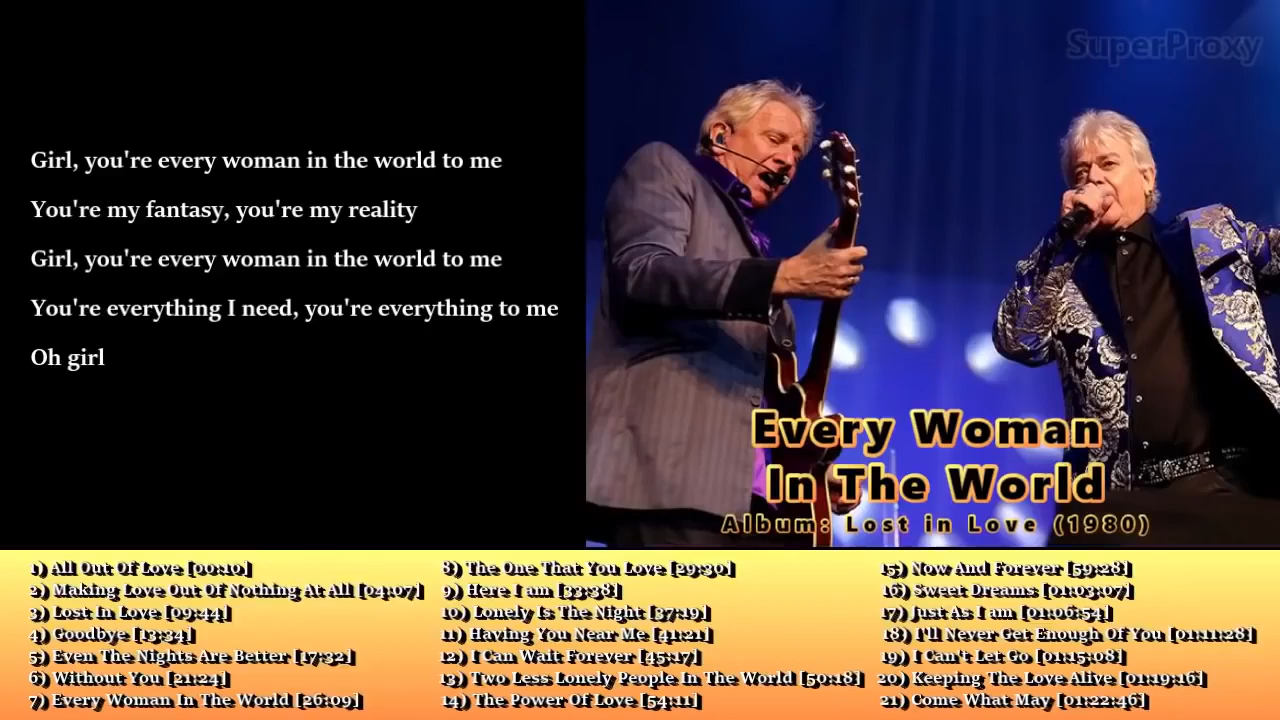 SuperProxy
Girl, you're every woman in the world to me
You're my fantasy, you're my reality
Girl, you're every woman in the world to me
You're everything I need, you're everything to me
Oh girl
Every Woman
In The World
Album: Lost in Love (1980)
1) All Out Of Love [00:10]
2) Making Love Out Of Nothing At All [04:07]
3) Lost In Love [09:44]
4) Goodbye [13:34]
5) Even The Nights Are Better [17:32]
6) Without You [21:24]
7) Every Woman In The World [26:09]
8) The One That You Love [29:30]
9) Here I am [33:38]
10) Lonely Is The Night [37:19]
11) Having You Near Me [41:21]
12) I Can Wait Forever [45:17]
13) Two Less Lonely People In The World [50:18]
14) The Power Of Love [54:11]
15) Now And Forever [59:28]
16) Sweet Dreams [01:03:07]
17) Just As I am [01:06:54]
18) I'll Never Get Enough Of You [01:11:28]
19) I Can't Let Go [01:15:08]
20) Keeping The Love Alive [01:19:16]
21) Come What May [01:22:46]